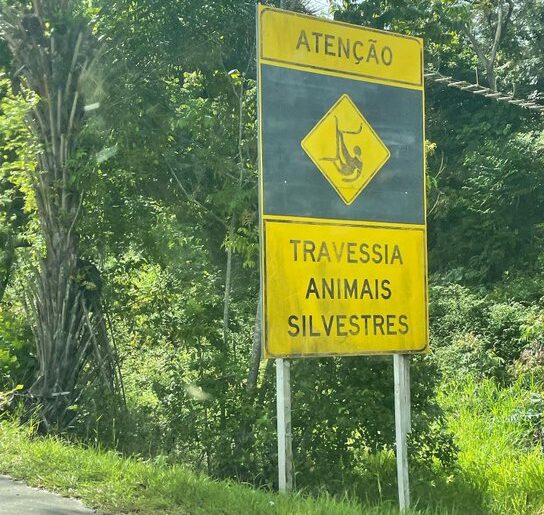 ATENÇÃO
TRAVESSIA
ANIMAIS
SILVESTRES